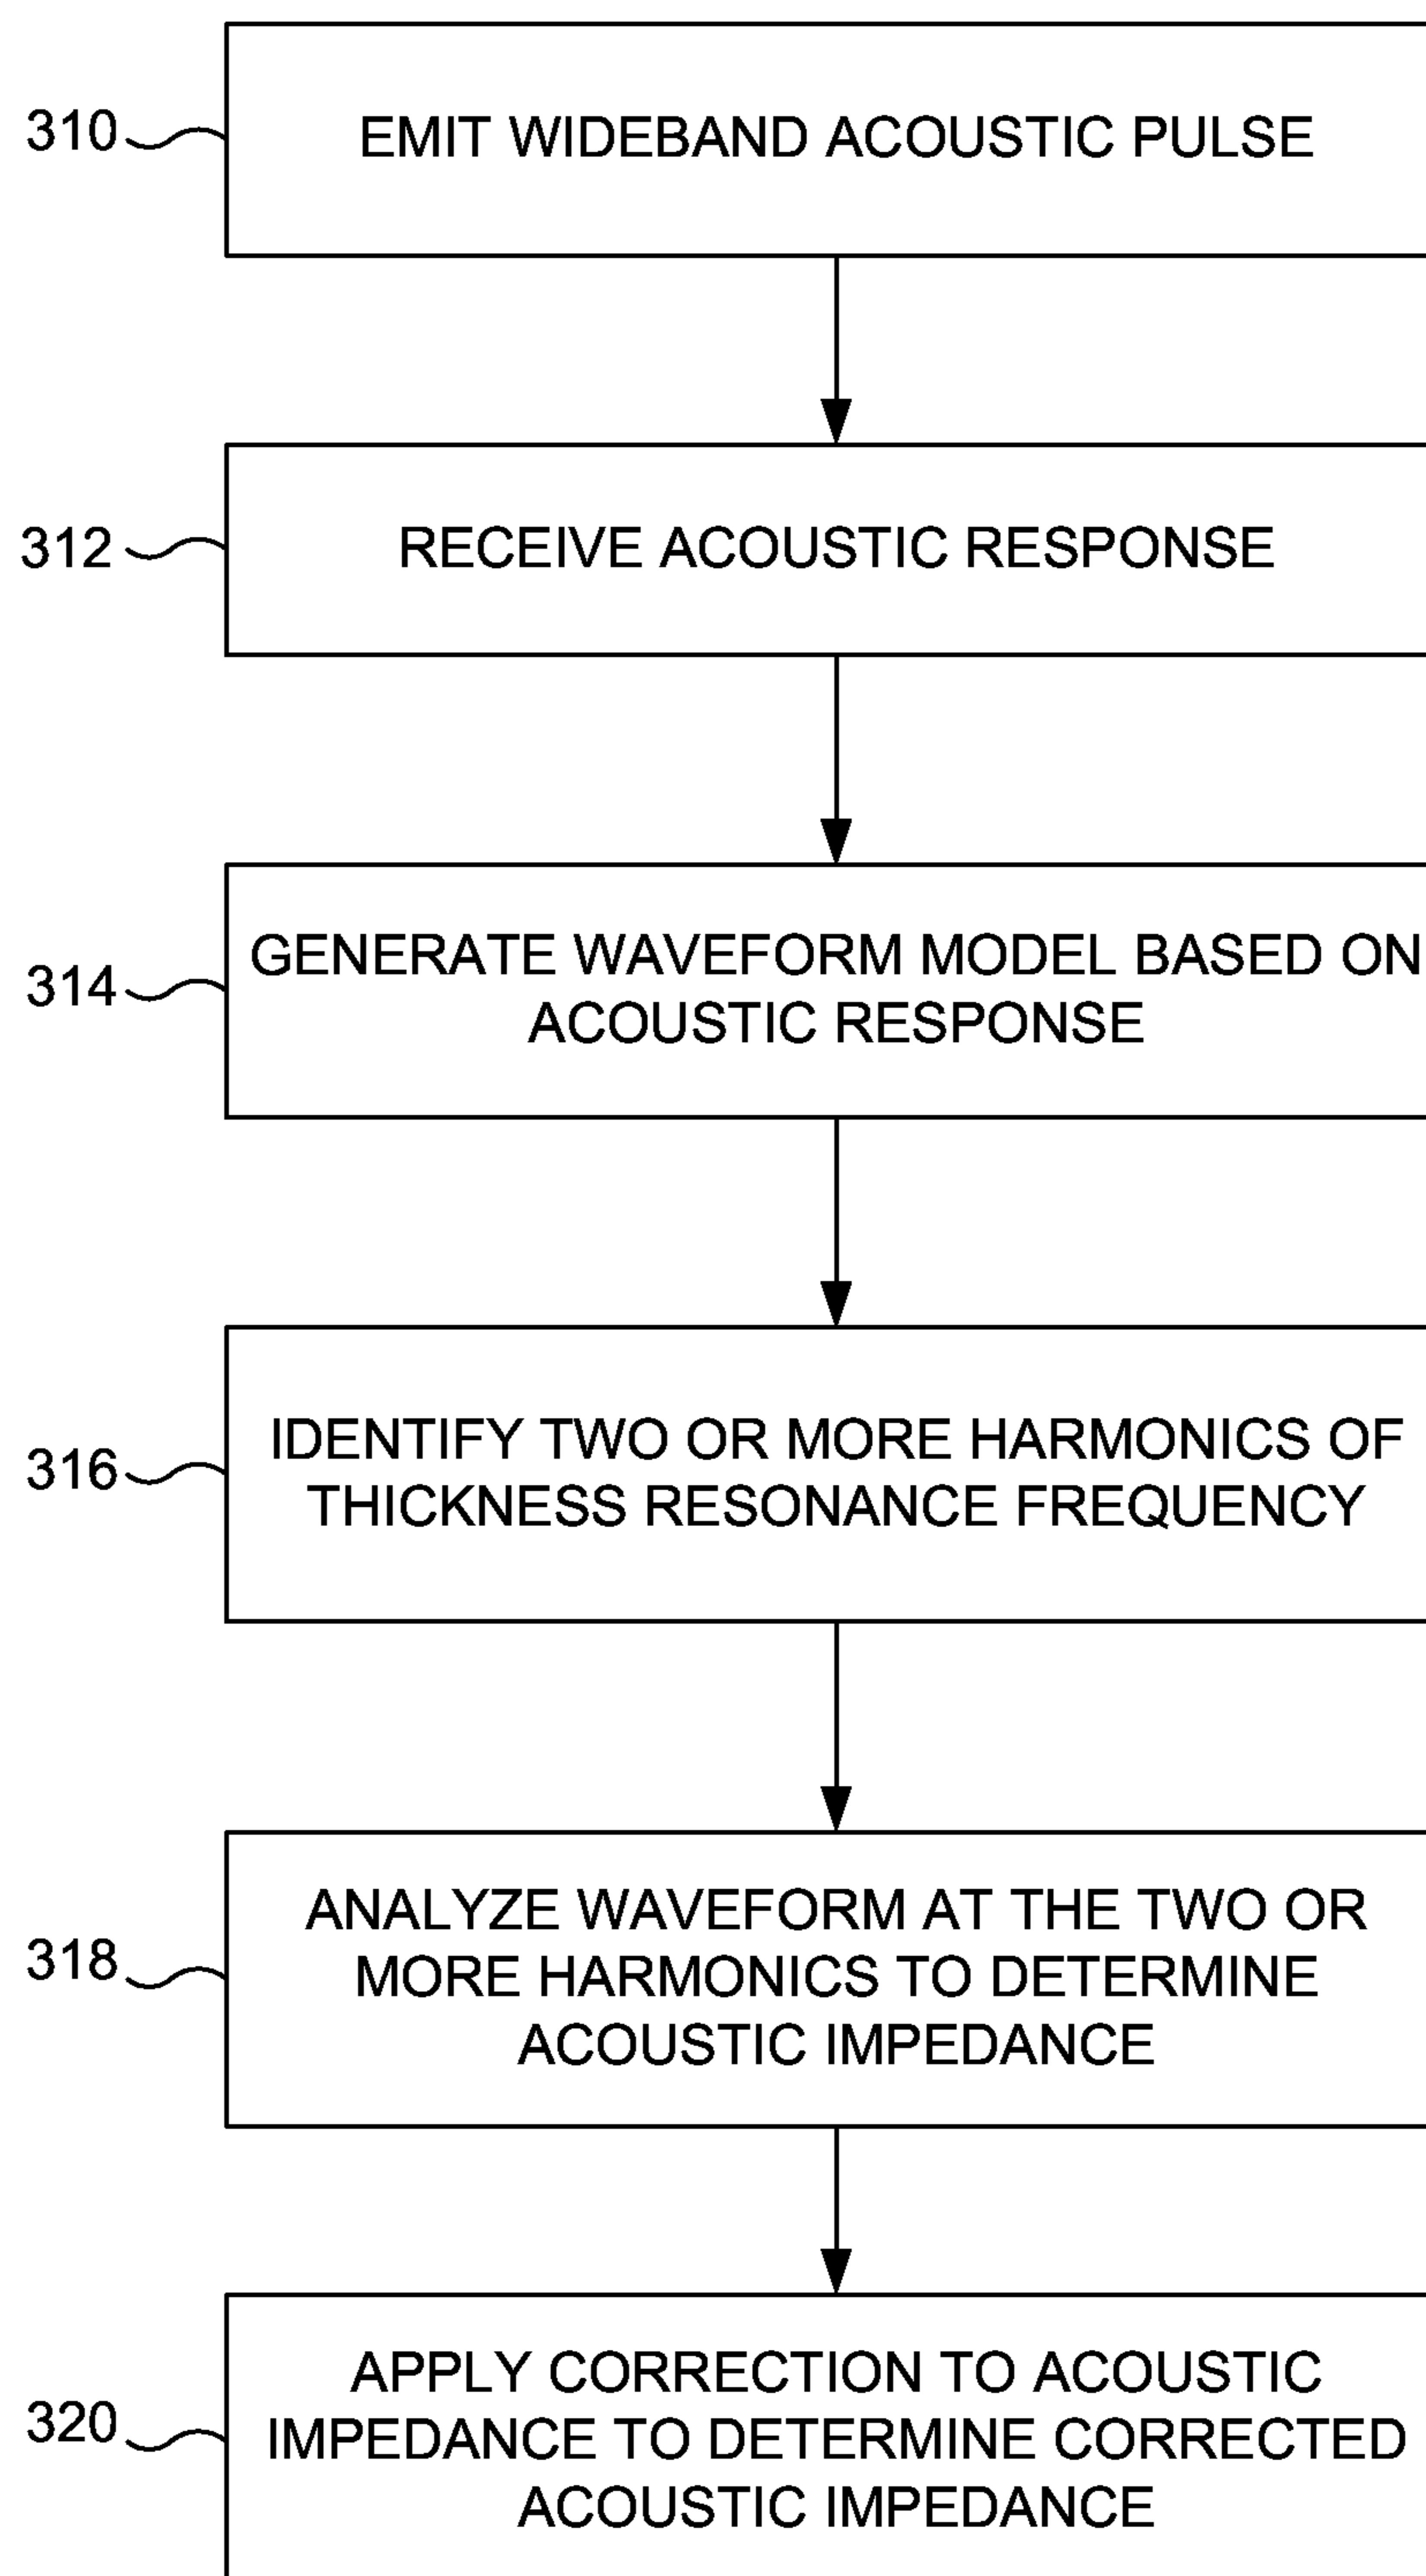 310
EMIT WIDEBAND ACOUSTIC PULSE
312
RECEIVE ACOUSTIC RESPONSE
314
GENERATE WAVEFORM MODEL BASED ON
ACOUSTIC RESPONSE
316
IDENTIFY TWO OR MORE HARMONICS OF
THICKNESS RESONANCE FREQUENCY
318
ANALYZE WAVEFORM AT THE TWO OR
MORE HARMONICS TO DETERMINE
ACOUSTIC IMPEDANCE
320
APPLY CORRECTION TO ACOUSTIC
IMPEDANCE TO DETERMINE CORRECTED
ACOUSTIC IMPEDANCE